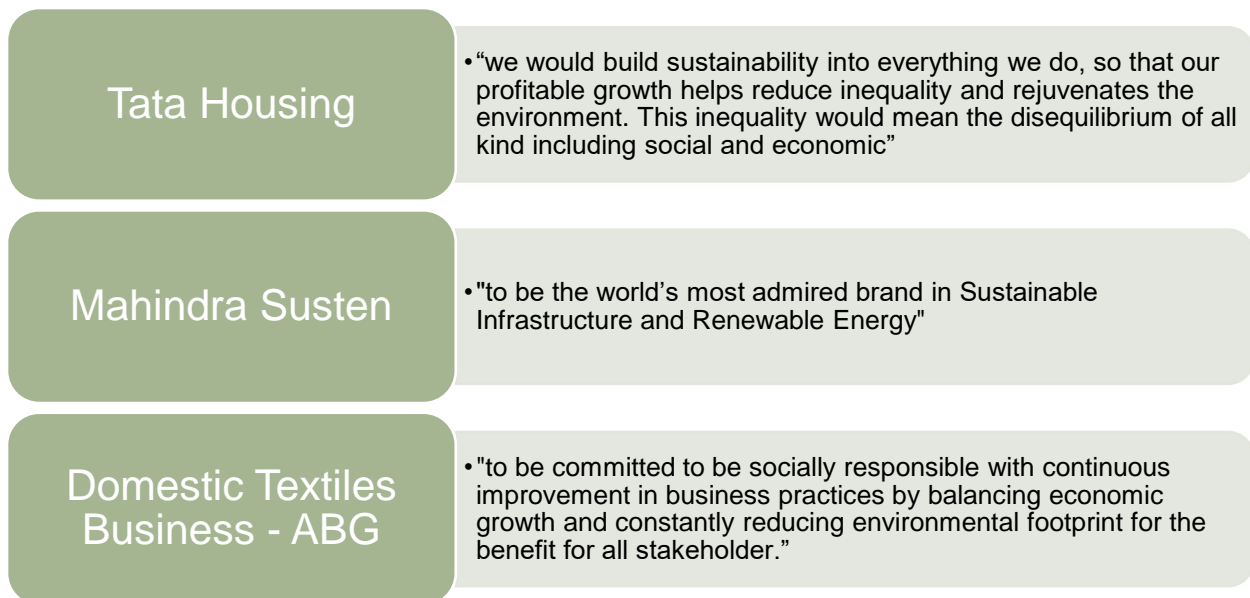 Tata Housing
•“we would build sustainability into everything we do, so that our
profitable growth helps reduce inequality and rejuvenates the
environment. This inequality would mean the disequilibrium of all
kind including social and economic”
Mahindra Susten
•"to be the world’s most admired brand in Sustainable
Infrastructure and Renewable Energy"
Domestic Textiles
Business - ABG
•"to be committed to be socially responsible with continuous
improvement in business practices by balancing economic
growth and constantly reducing environmental footprint for the
benefit for all stakeholder.”